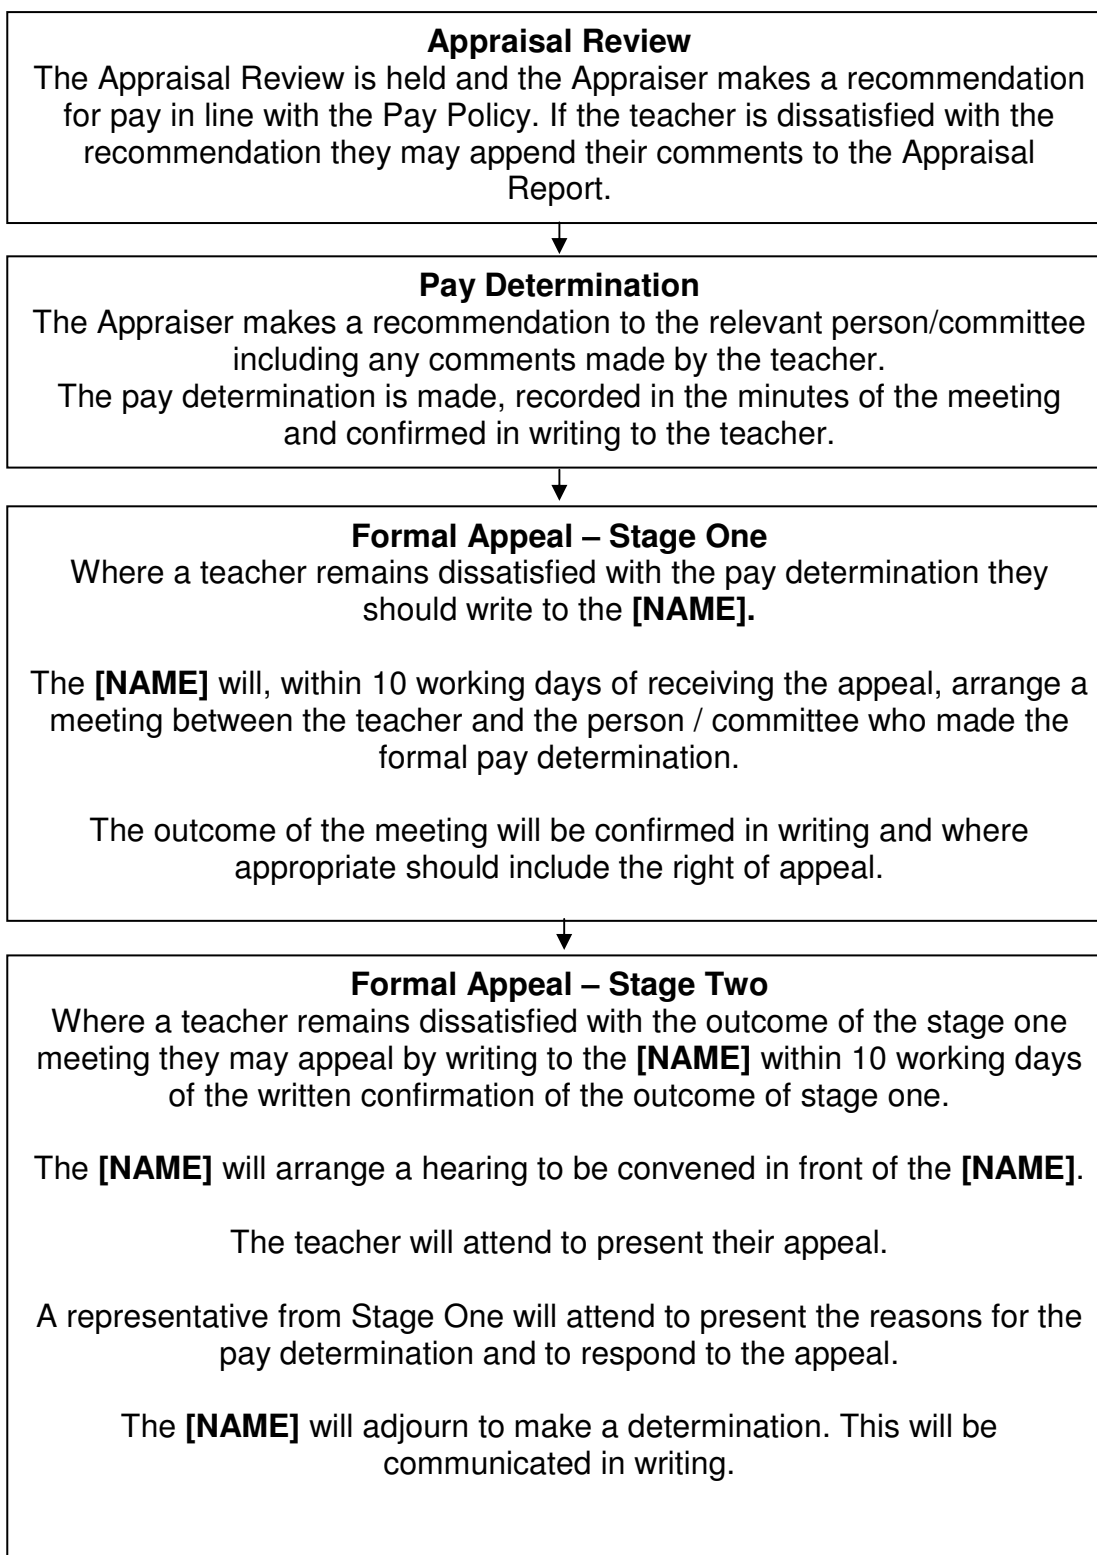 Appraisal Review
The Appraisal Review is held and the Appraiser makes a recommendation
for pay in line with the Pay Policy. If the teacher is dissatisfied with the
recommendation they may append their comments to the Appraisal
Report.
Pay Determination
The Appraiser makes a recommendation to the relevant person/committee
including any comments made by the teacher.
The pay determination is made, recorded in the minutes of the meeting
and confirmed in writing to the teacher.
Formal Appeal – Stage One
Where a teacher remains dissatisfied with the pay determination they
should write to the [NAME].
The [NAME] will, within 10 working days of receiving the appeal, arrange a
meeting between the teacher and the person / committee who made the
formal pay determination.
The outcome of the meeting will be confirmed in writing and where
appropriate should include the right of appeal.
Formal Appeal – Stage Two
Where a teacher remains dissatisfied with the outcome of the stage one
meeting they may appeal by writing to the [NAME] within 10 working days
of the written confirmation of the outcome of stage one.
The [NAME] will arrange a hearing to be convened in front of the [NAME].
The teacher will attend to present their appeal.
A representative from Stage One will attend to present the reasons for the
pay determination and to respond to the appeal.
The [NAME] will adjourn to make a determination. This will be
communicated in writing.